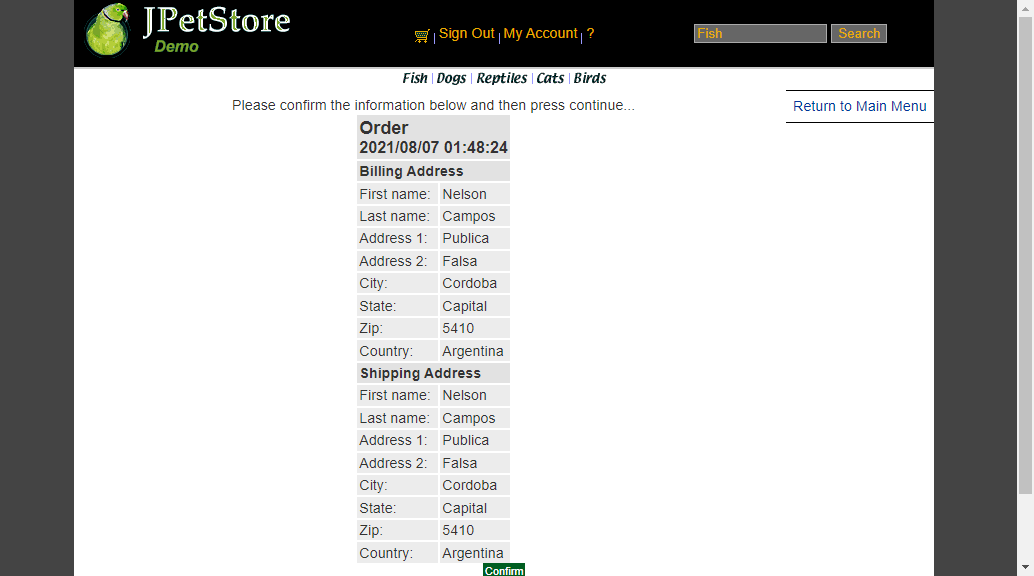 JPetStore
Demo
Sign Out | My Account | ?
Fish
Search
Fish | Dogs | Reptiles | Cats | Birds
Please confirm the information below and then press continue...
Return to Main Menu
Order
2021/08/07 01:48:24
Billing Address
First name: Nelson
Last name: Campos
Address 1: Publica
Address 2: Falsa
City: Cordoba
State: Capital
Zip: 5410
Country: Argentina
Shipping Address
First name: Nelson
Last name: Campos
Address 1: Publica
Address 2: Falsa
City: Cordoba
State: Capital
Zip: 5410
Country: Argentina
Confirm